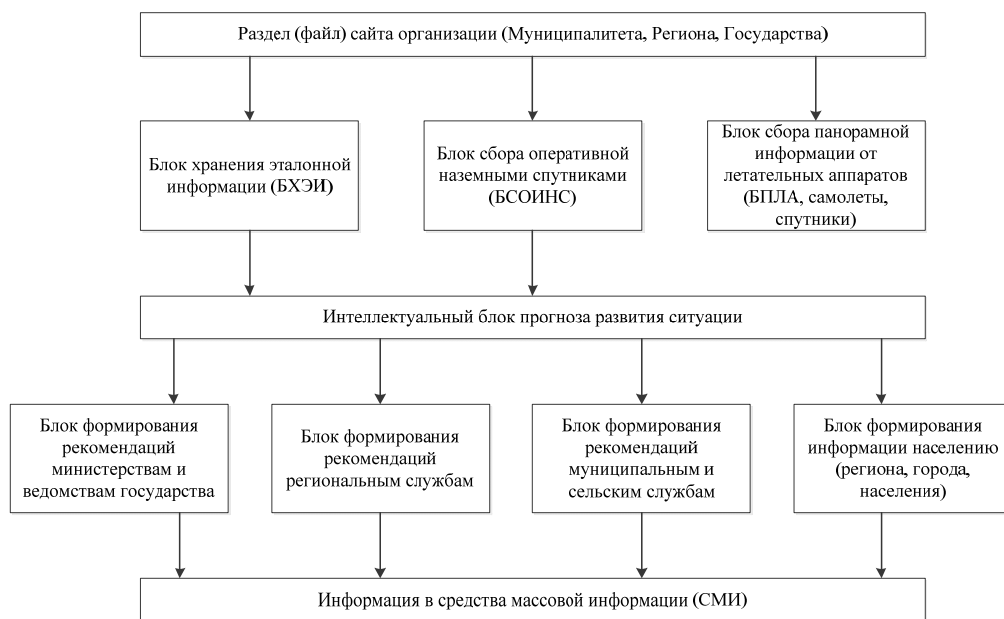 Раздел (файл) сайта организации (Муниципалитета, Региона, Государства)
Блок хранения эталонной
информации (БХЭИ)
Блок сбора оперативной
наземными спутниками
(БСОИНС)
Блок сбора панорамной
информации от
летательных аппаратов
(БПЛА, самолеты,
спутники)
Интеллектуальный блок прогноза развития ситуации
Блок формирования
рекомендаций
министерствам и
ведомствам государства
Блок формирования
рекомендаций
региональным службам
Блок формирования
рекомендаций
муниципальным и
сельским службам
Блок формирования
информации населению
(региона, города,
населения)
Информация в средства массовой информации (СМИ)